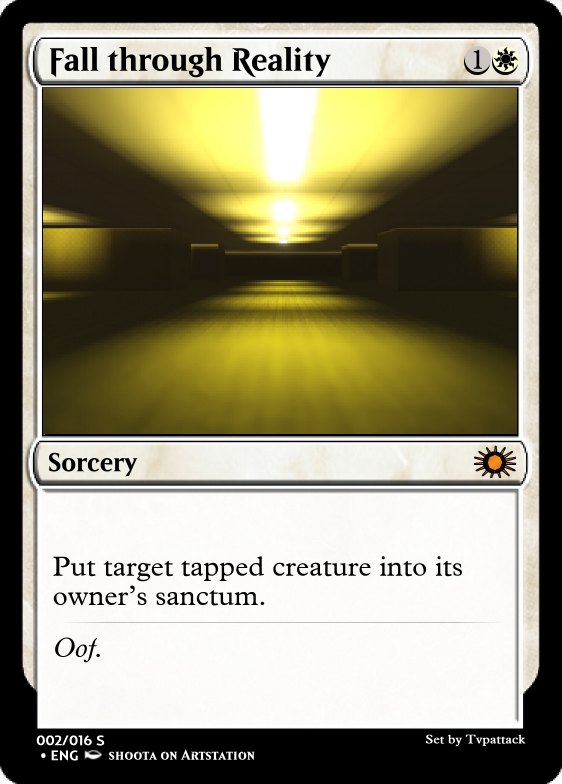 Fall through Reality 1
Sorcery
Put target tapped creature into its
owner's sanctum.
Oof.
002/016 S
Set by Tvpattack
• ENG SHOOTA ON ARTSTATION